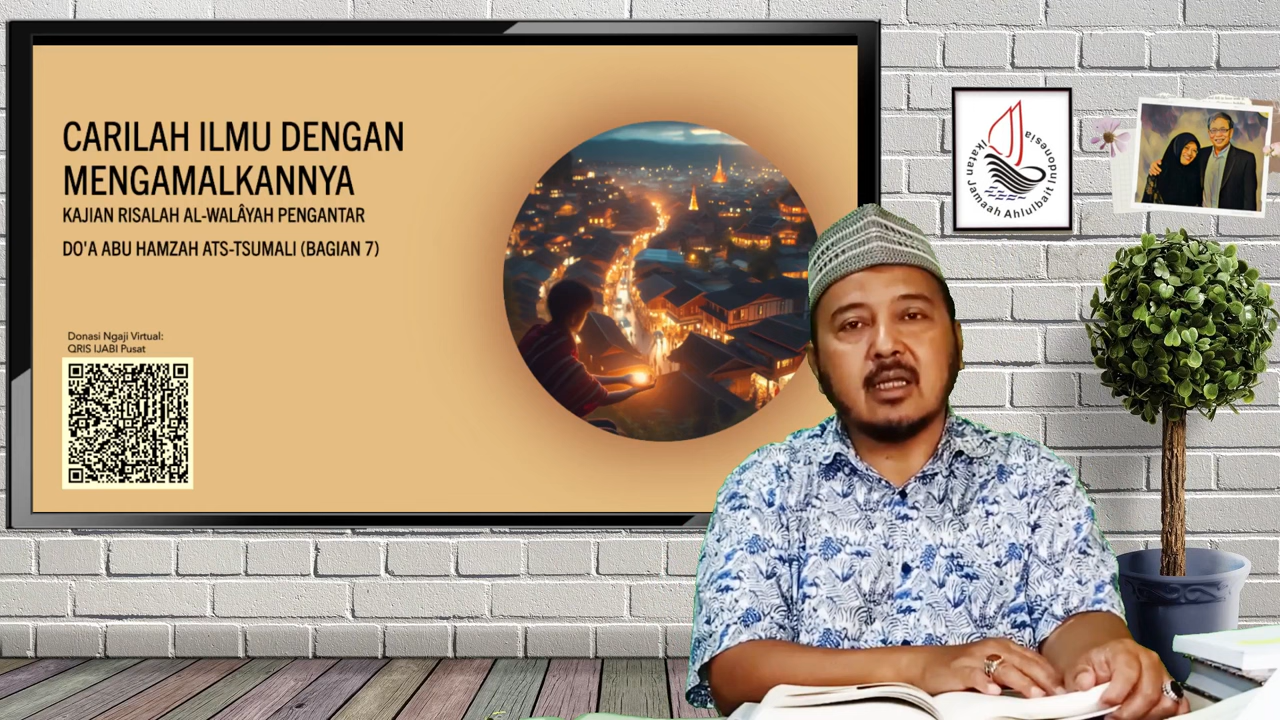 CARILAH ILMU DENGAN
MENGAMALKANNYA
KAJIAN RISALAH AL-WALÂYAH PENGANTAR
DO'A ABU HAMZAH ATS-TSUMALI (BAGIAN 7)
Donasi Ngaji Virtual:
QRIS IJABI Pusat
Ikatan Jamaah Ahlulbait Indonesia